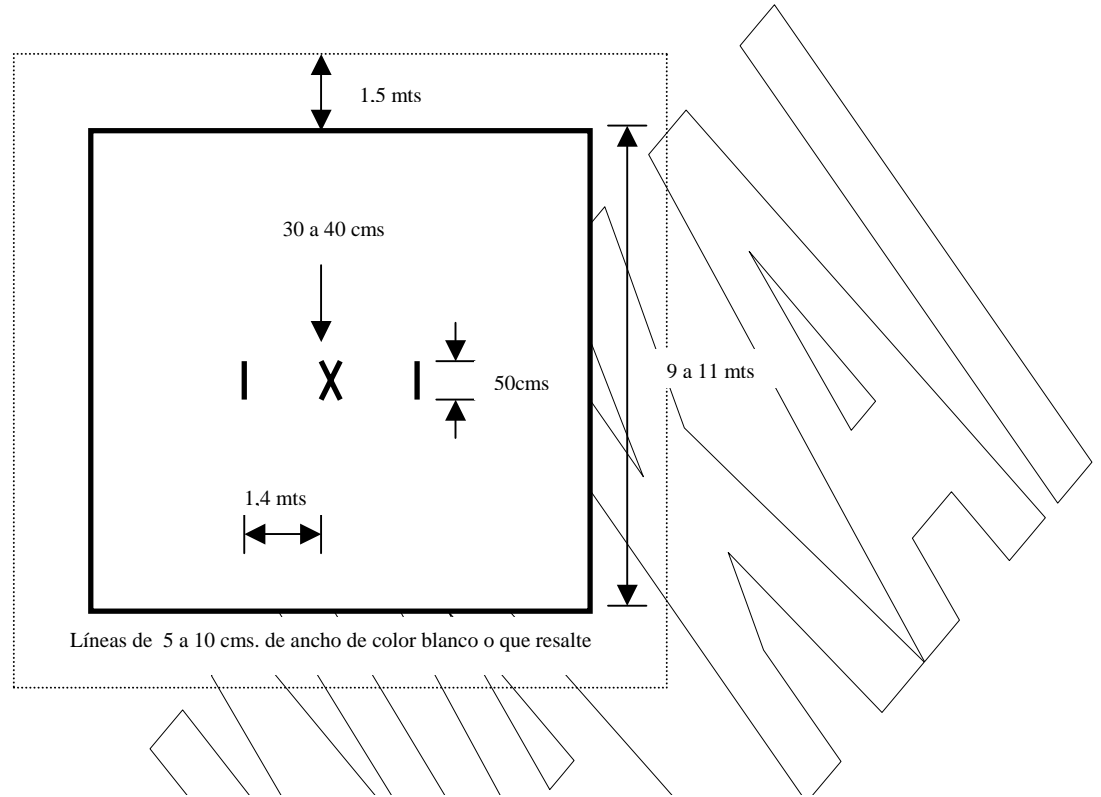 1.5 mts
30 a 40 cms
9 a 11 mts
50cms
1,4 mts
Líneas de 5 a 10 cms. de ancho de color blanco o que resalte